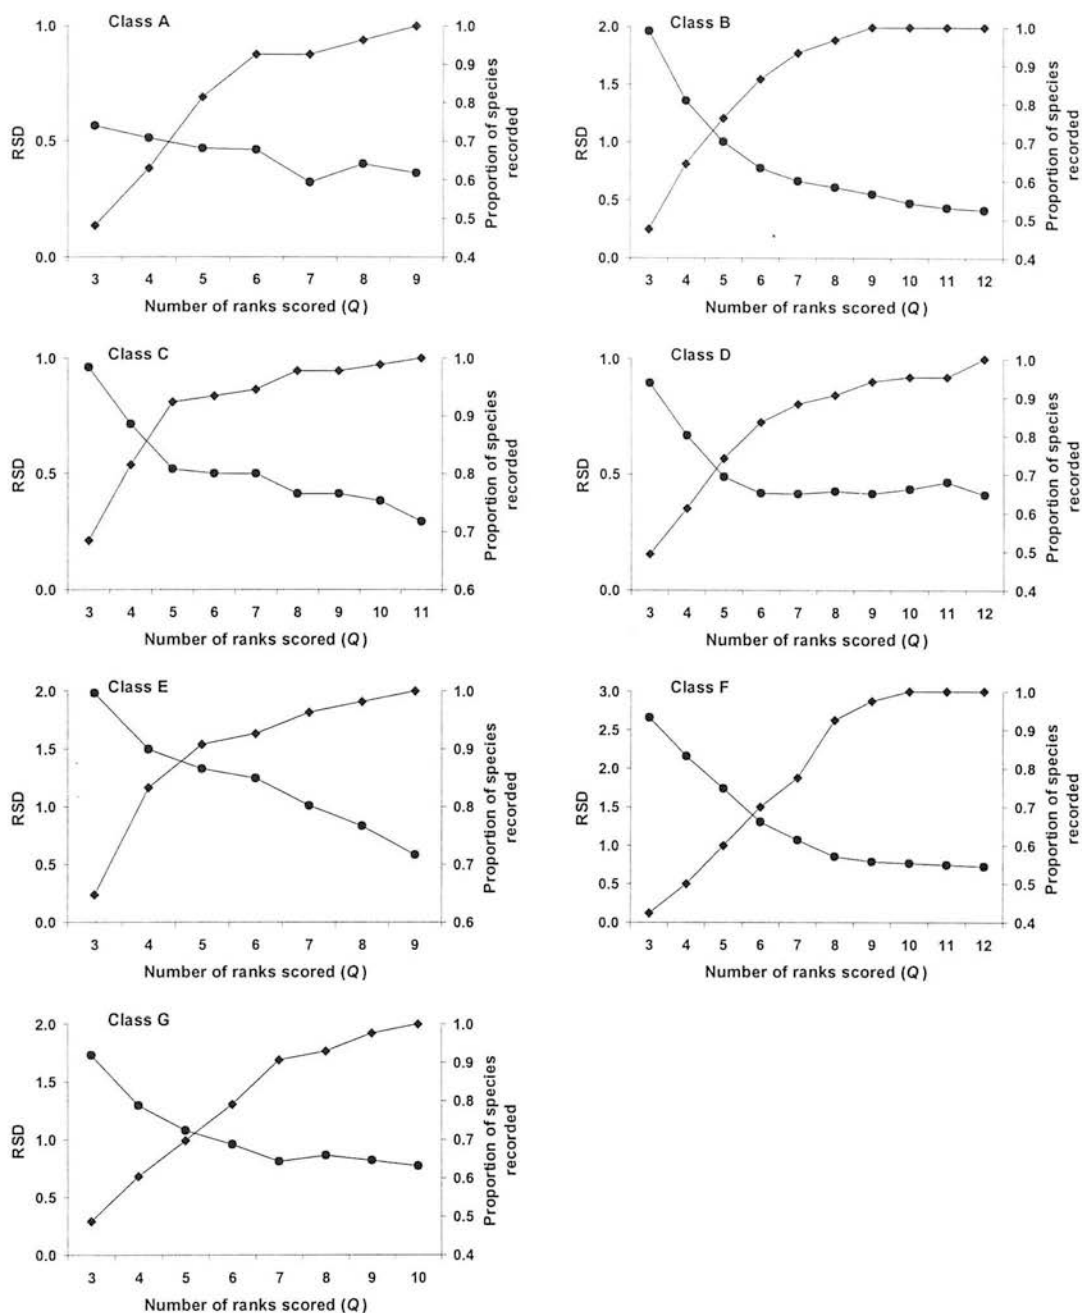 Class A
1.0
0.5
0.0
RSD
1.0
0.9
0.8
0.7
0.6
0.5
0.4
Proportion of species
recorded
3 4 5 6 7 8 9
Number of ranks scored (Q)
Class B
2.0
1.5
1.0
0.5
0.0
RSD
1.0
0.9
0.8
0.7
0.6
0.5
0.4
Proportion of species
recorded
3 4 5 6 7 8 9 10 11 12
Number of ranks scored (Q)
Class C
1.0
0.5
0.0
RSD
1.0
0.9
0.8
0.7
0.6
Proportion of species
recorded
3 4 5 6 7 8 9 10 11
Number of ranks scored (Q)
Class D
1.0
0.5
0.0
RSD
1.0
0.9
0.8
0.7
0.6
0.5
0.4
Proportion of species
recorded
3 4 5 6 7 8 9 10 11 12
Number of ranks scored (Q)
Class E
2.0
1.5
1.0
0.5
0.0
RSD
1.0
0.9
0.8
0.7
0.6
Proportion of species
recorded
3 4 5 6 7 8 9
Number of ranks scored (Q)
Class F
3.0
2.5
2.0
1.5
1.0
0.5
0.0
RSD
1.0
0.9
0.8
0.7
0.6
0.5
0.4
Proportion of species
recorded
3 4 5 6 7 8 9 10 11 12
Number of ranks scored (Q)
Class G
2.0
1.5
1.0
0.5
0.0
RSD
1.0
0.9
0.8
0.7
0.6
0.5
0.4
Proportion of species
recorded
3 4 5 6 7 8 9 10
Number of ranks scored (Q)